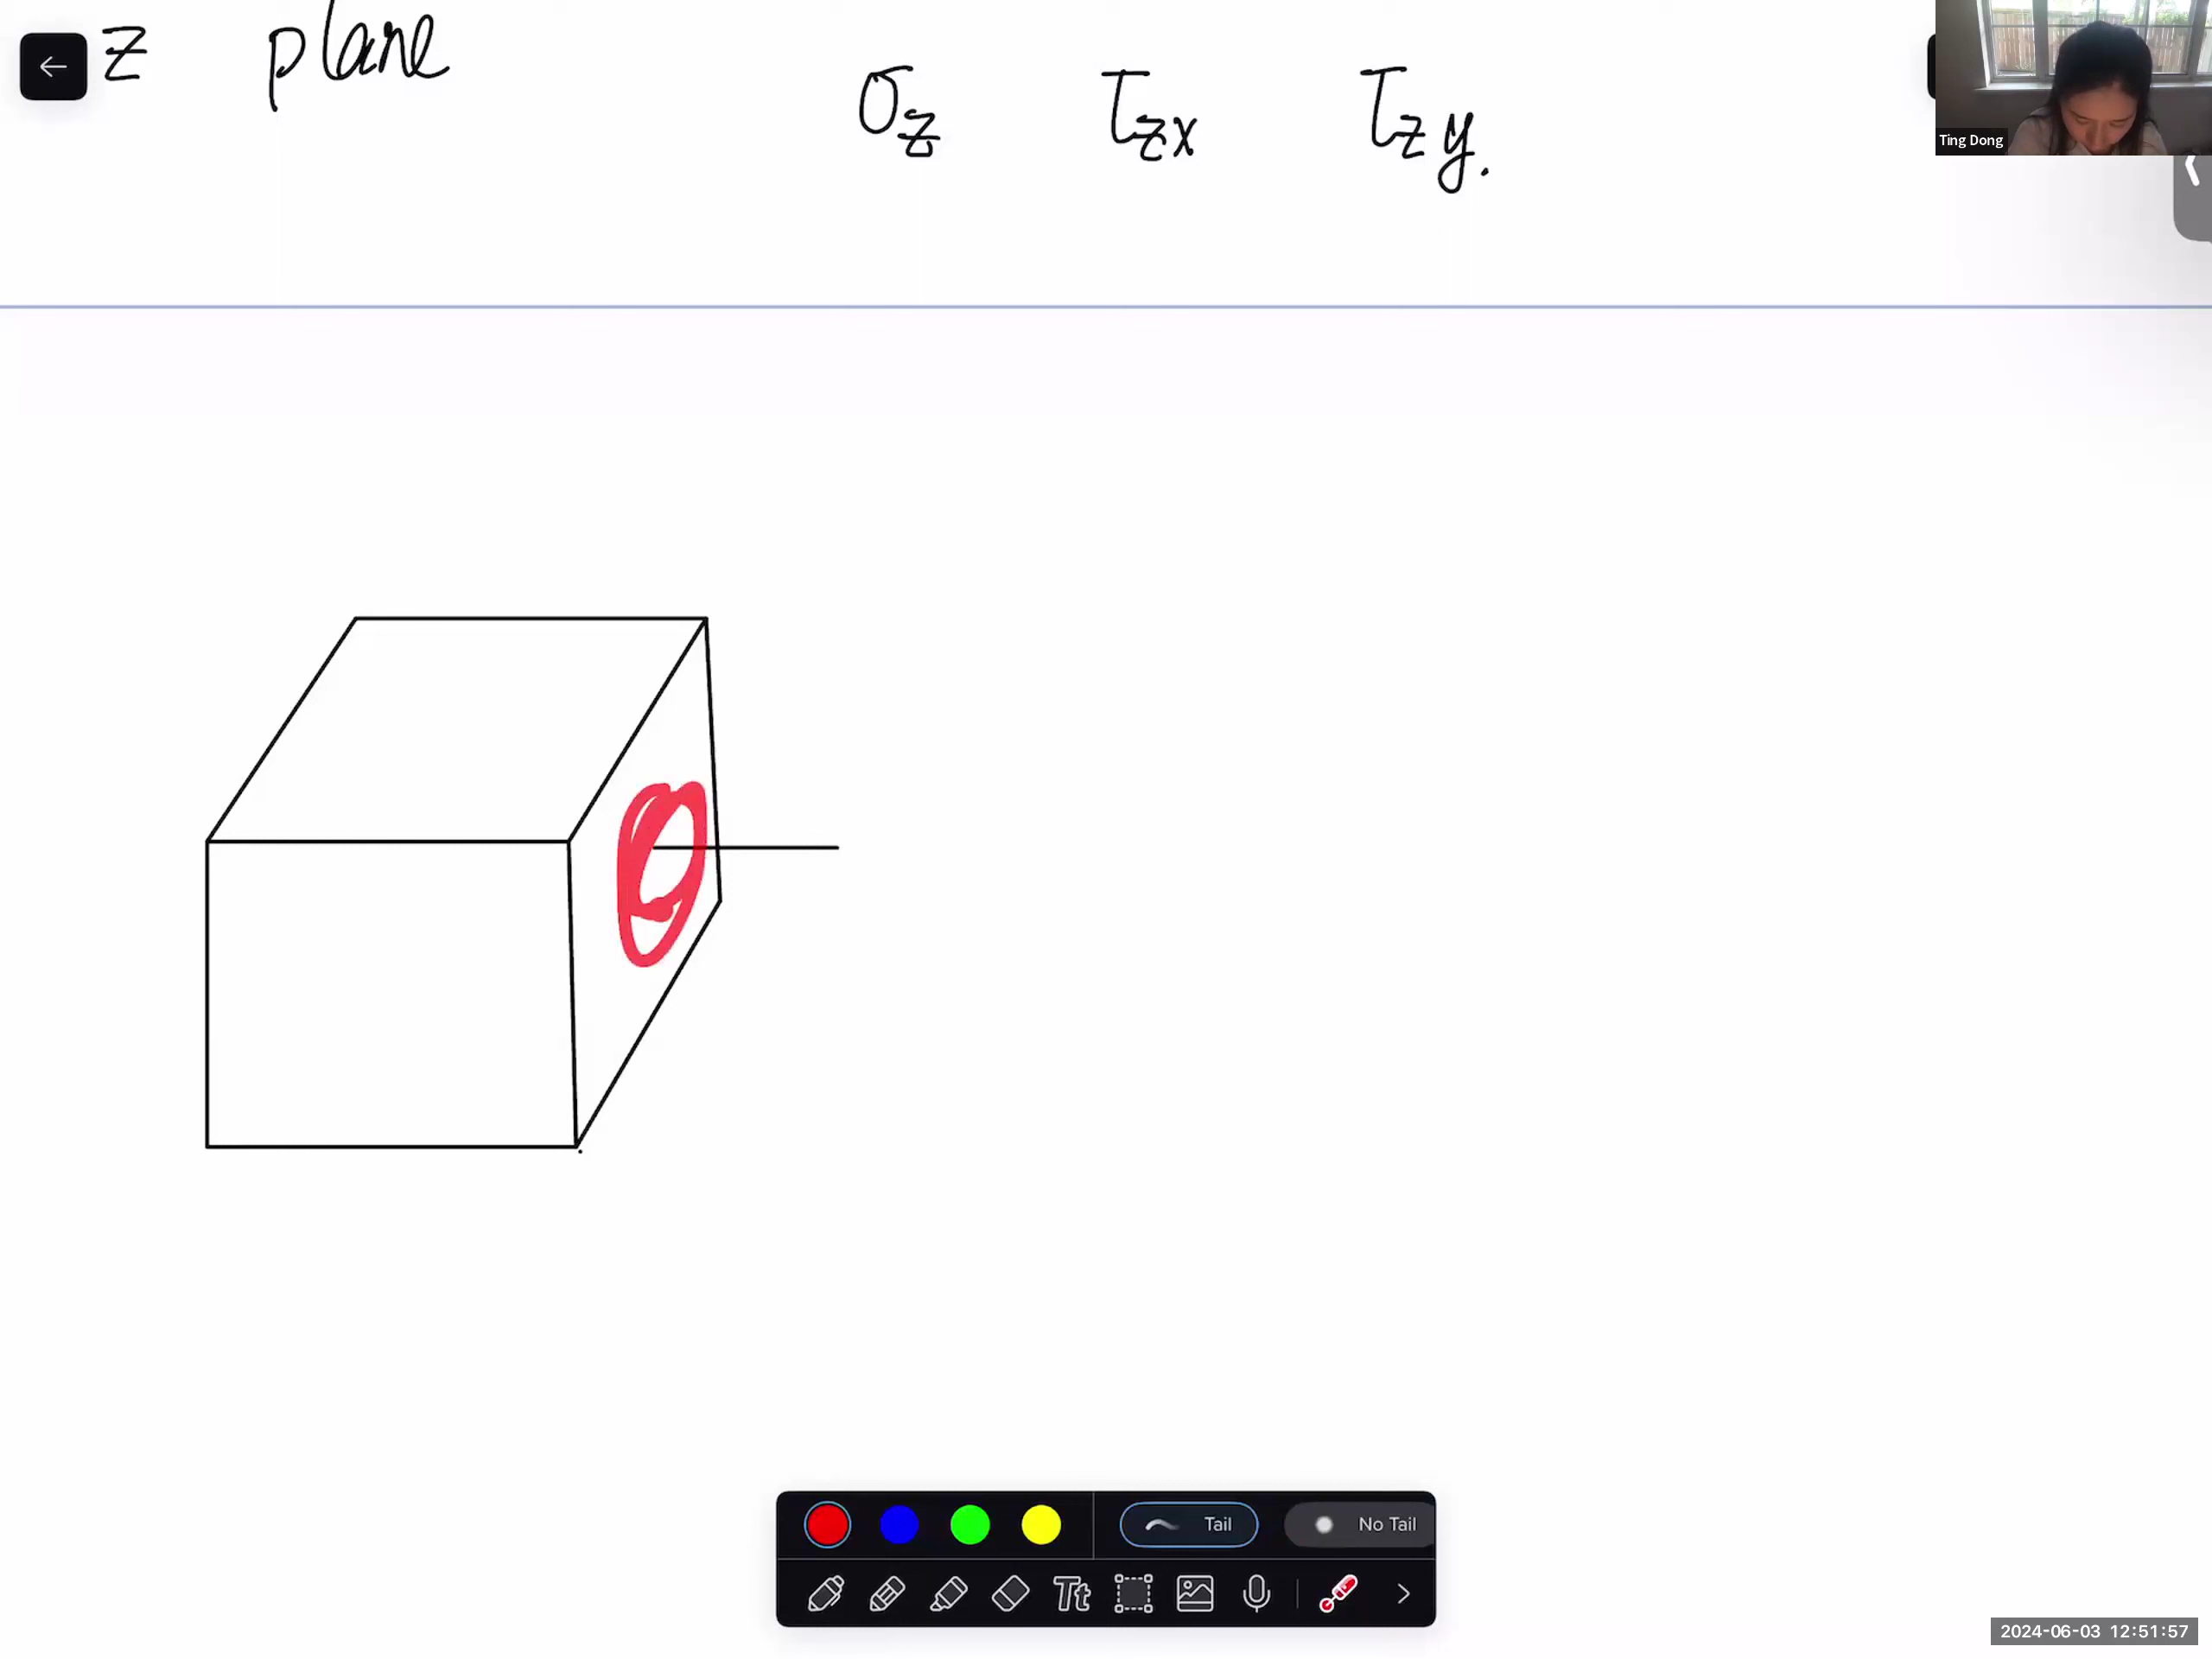 z plane
σz τzx τzy.
Ting Dong
Tail No Tail
Tt
2024-06-03 12:51:57